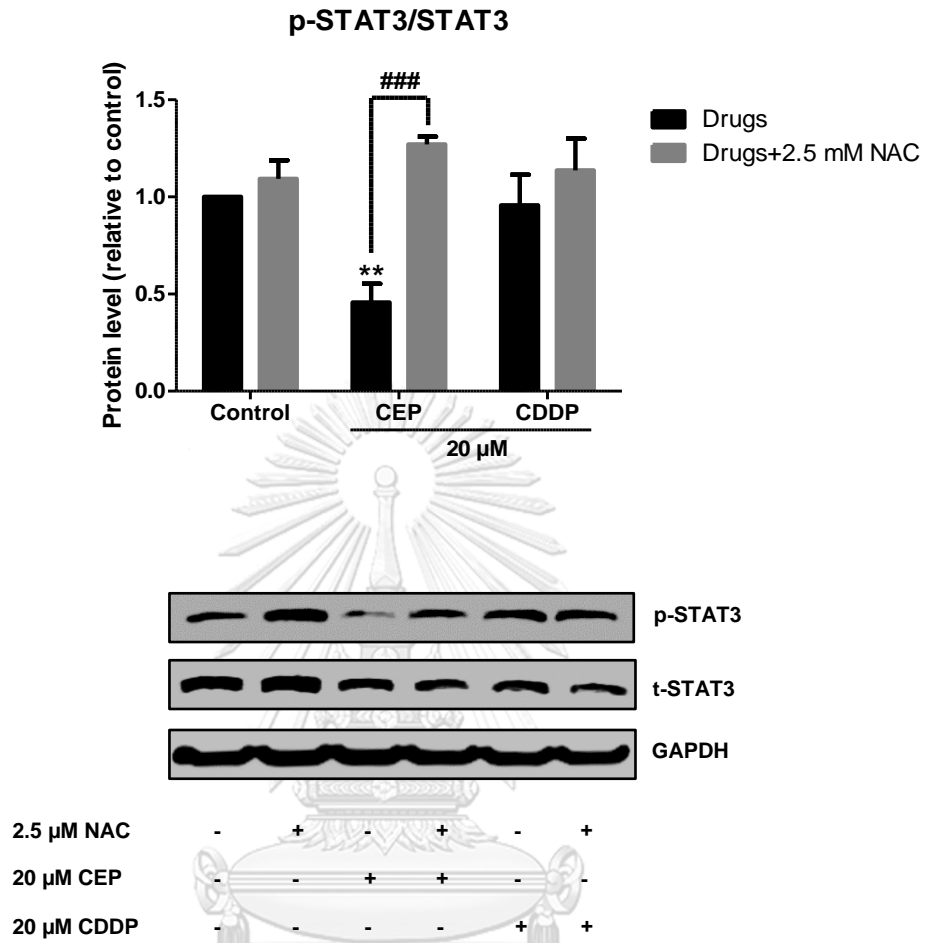 p-STAT3/STAT3
###
1.5
Drugs
Drugs+2.5 mM NAC
Protein level (relative to control)
1.0
**
0.5
0.0
Control CEP CDDP
20 µM
p-STAT3
t-STAT3
GAPDH
2.5 µM NAC - + - + - +
20 µM CEP - - + + - -
20 µM CDDP - - - - + +